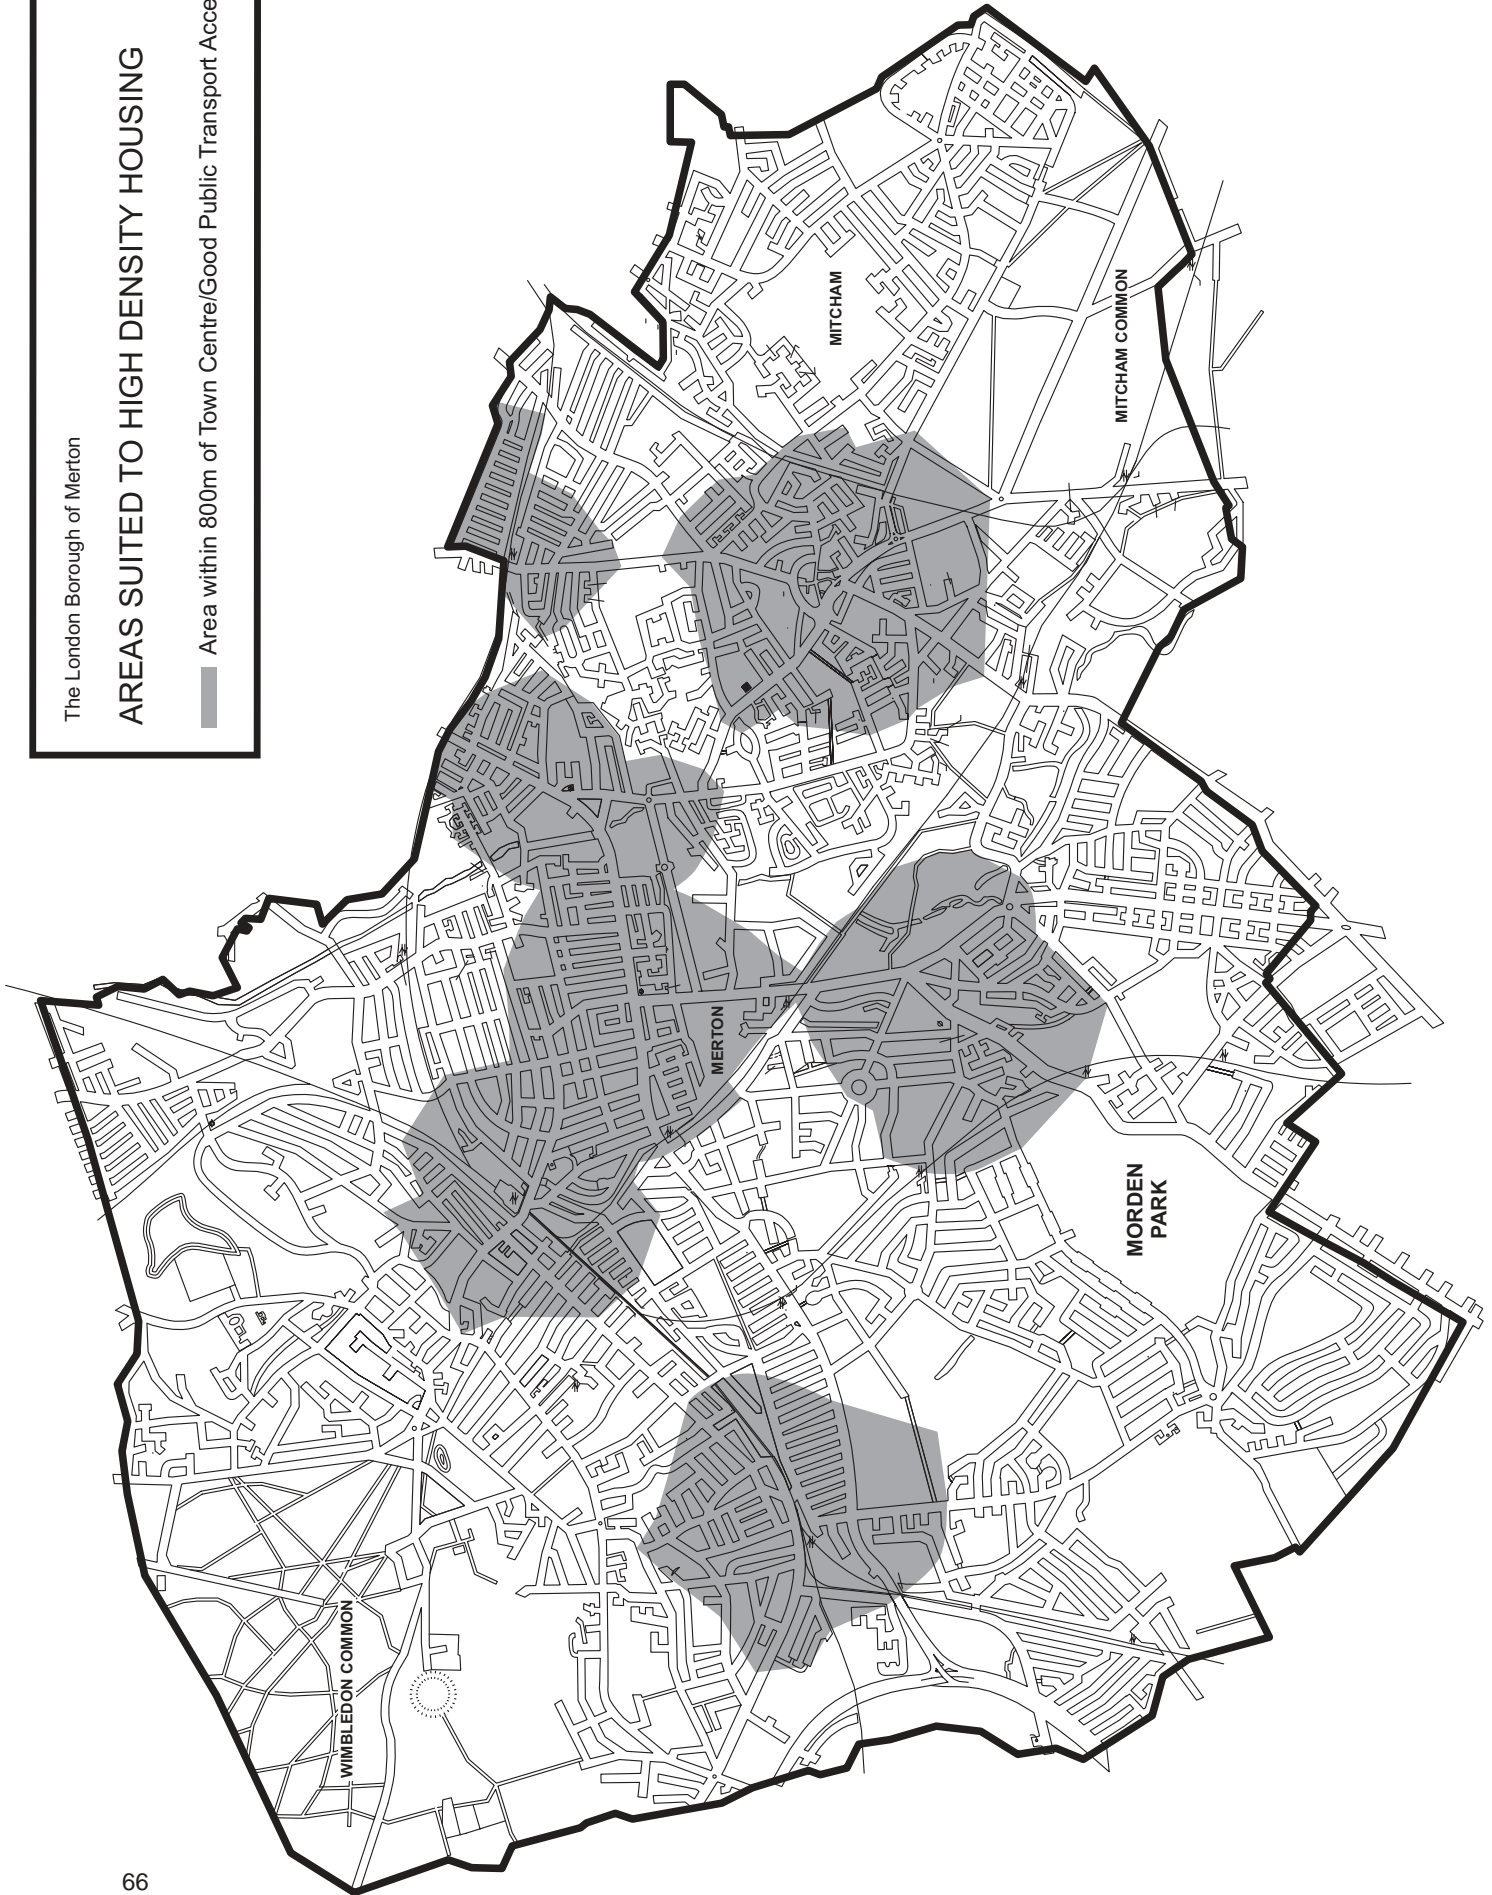 The London Borough of Merton
AREAS SUITED TO HIGH DENSITY HOUSING
Area within 800m of Town Centre/Good Public Transport Acce
MITCHAM
MITCHAM COMMON
MERTON
MORDEN
PARK
WIMBLEDON COMMON
66